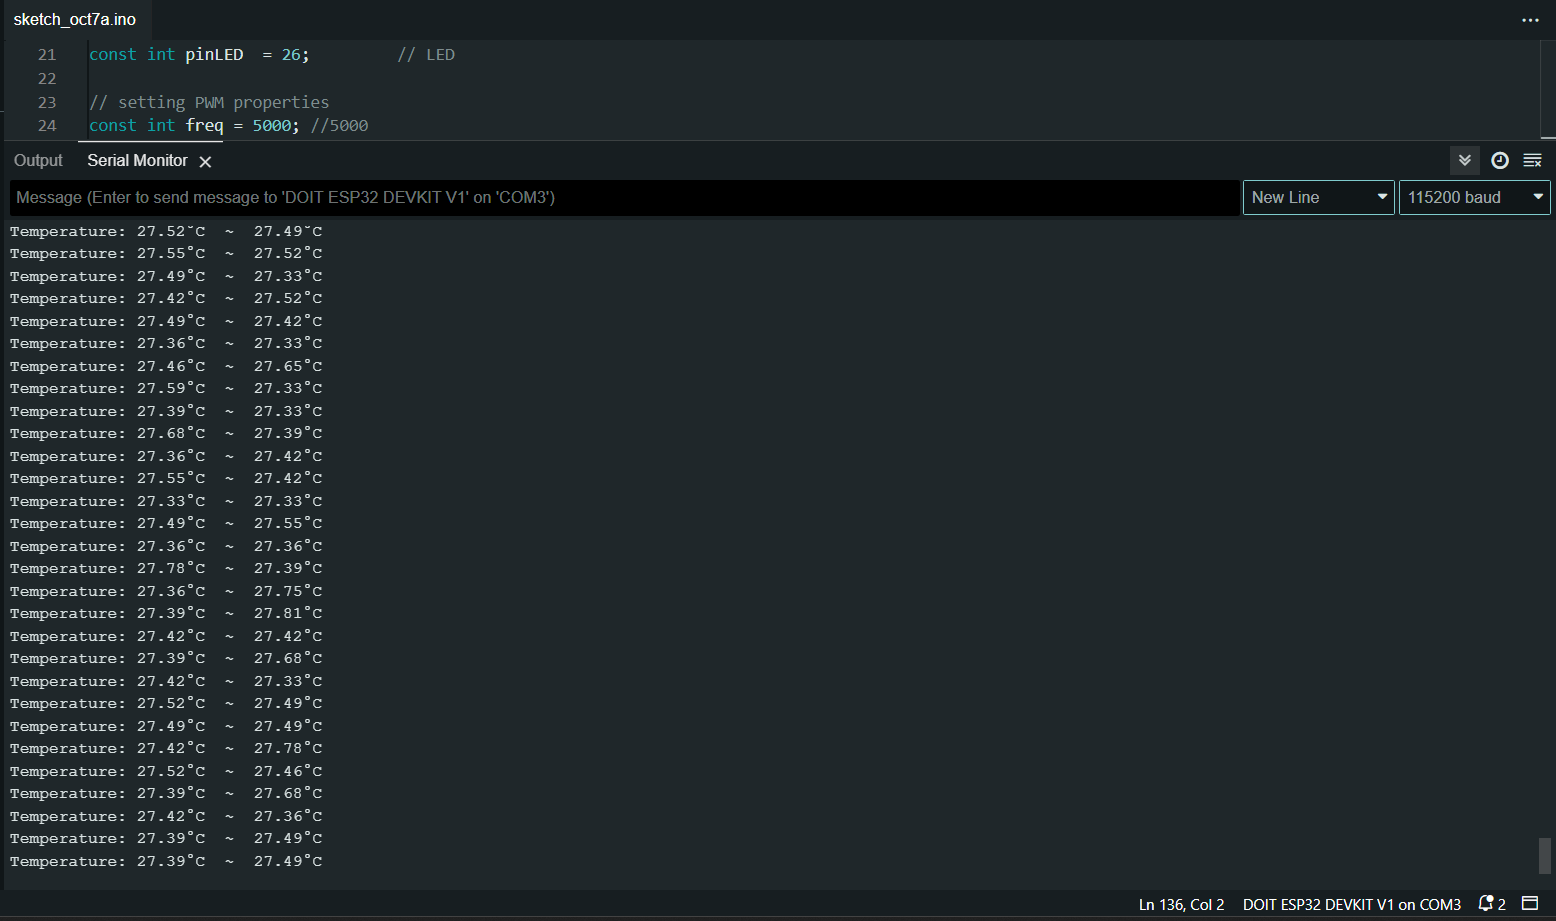 sketch_oct7a.ino
21 const int pinLED  = 26;         // LED
22
23 // setting PWM properties
24 const int freq = 5000; //5000
Output Serial Monitor
Message (Enter to send message to 'DOIT ESP32 DEVKIT V1' on 'COM3') New Line 115200 baud
Temperature: 27.52°C  ~  27.49°C
Temperature: 27.55°C  ~  27.52°C
Temperature: 27.49°C  ~  27.33°C
Temperature: 27.42°C  ~  27.52°C
Temperature: 27.49°C  ~  27.42°C
Temperature: 27.36°C  ~  27.33°C
Temperature: 27.46°C  ~  27.65°C
Temperature: 27.59°C  ~  27.33°C
Temperature: 27.39°C  ~  27.33°C
Temperature: 27.68°C  ~  27.39°C
Temperature: 27.36°C  ~  27.42°C
Temperature: 27.55°C  ~  27.42°C
Temperature: 27.33°C  ~  27.33°C
Temperature: 27.49°C  ~  27.55°C
Temperature: 27.36°C  ~  27.36°C
Temperature: 27.78°C  ~  27.39°C
Temperature: 27.36°C  ~  27.75°C
Temperature: 27.39°C  ~  27.81°C
Temperature: 27.42°C  ~  27.42°C
Temperature: 27.39°C  ~  27.68°C
Temperature: 27.42°C  ~  27.33°C
Temperature: 27.52°C  ~  27.49°C
Temperature: 27.49°C  ~  27.49°C
Temperature: 27.42°C  ~  27.78°C
Temperature: 27.52°C  ~  27.46°C
Temperature: 27.39°C  ~  27.68°C
Temperature: 27.42°C  ~  27.36°C
Temperature: 27.39°C  ~  27.49°C
Temperature: 27.39°C  ~  27.49°C
Ln 136, Col 2 DOIT ESP32 DEVKIT V1 on COM3 2